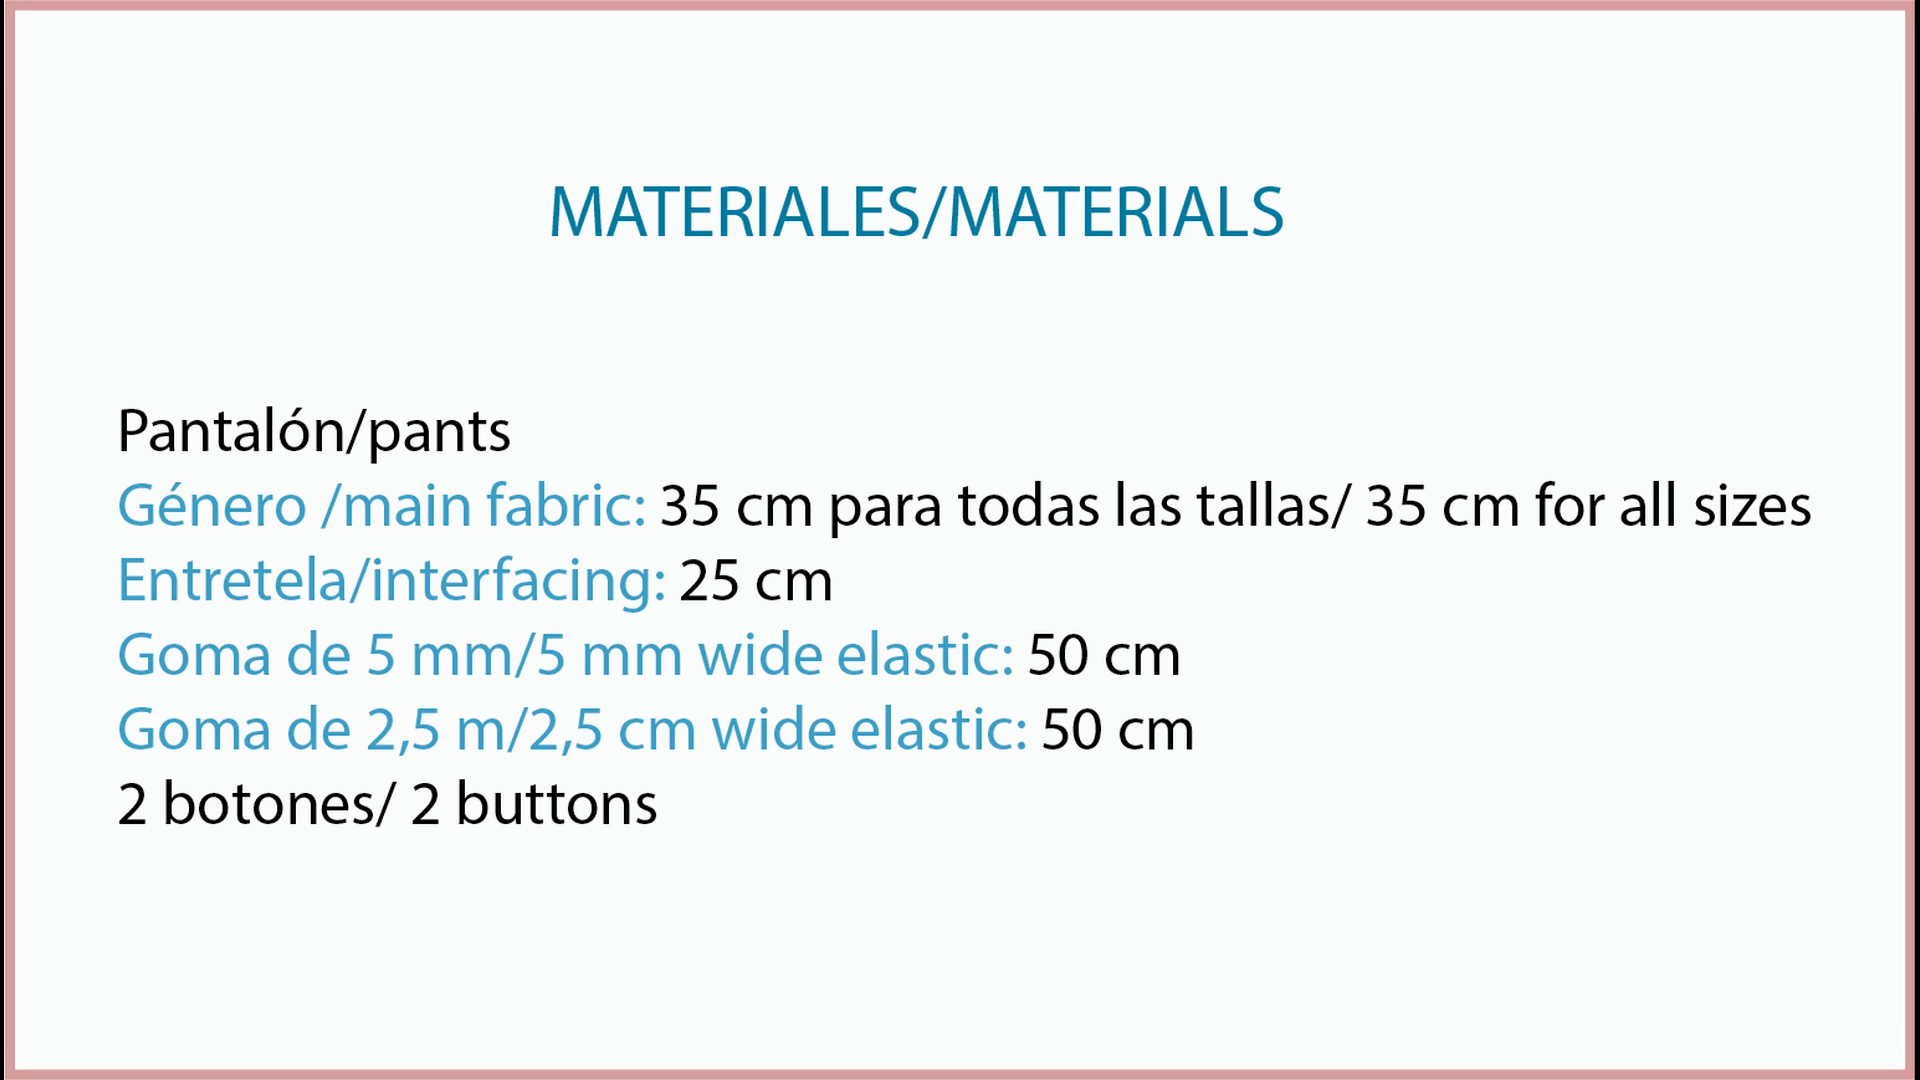 MATERIALES/MATERIALS
Pantalón/pants
Género /main fabric: 35 cm para todas las tallas/ 35 cm for all sizes
Entretela/interfacing: 25 cm
Goma de 5 mm/5 mm wide elastic: 50 cm
Goma de 2,5 m/2,5 cm wide elastic: 50 cm
2 botones/ 2 buttons